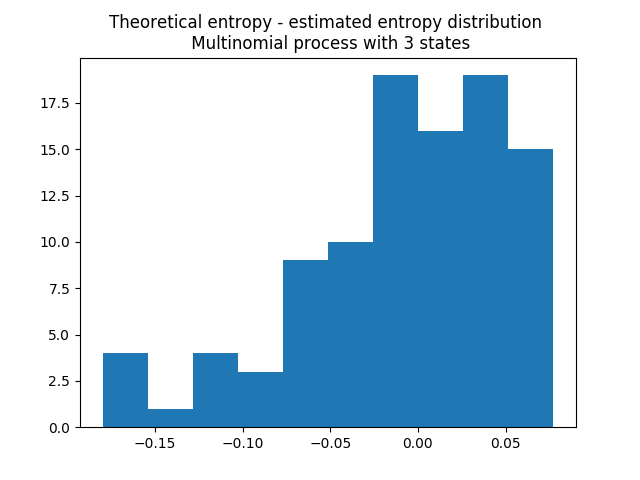 Theoretical entropy - estimated entropy distribution
Multinomial process with 3 states
17.5
15.0
12.5
10.0
7.5
5.0
2.5
0.0
−0.15 −0.10 −0.05 0.00 0.05